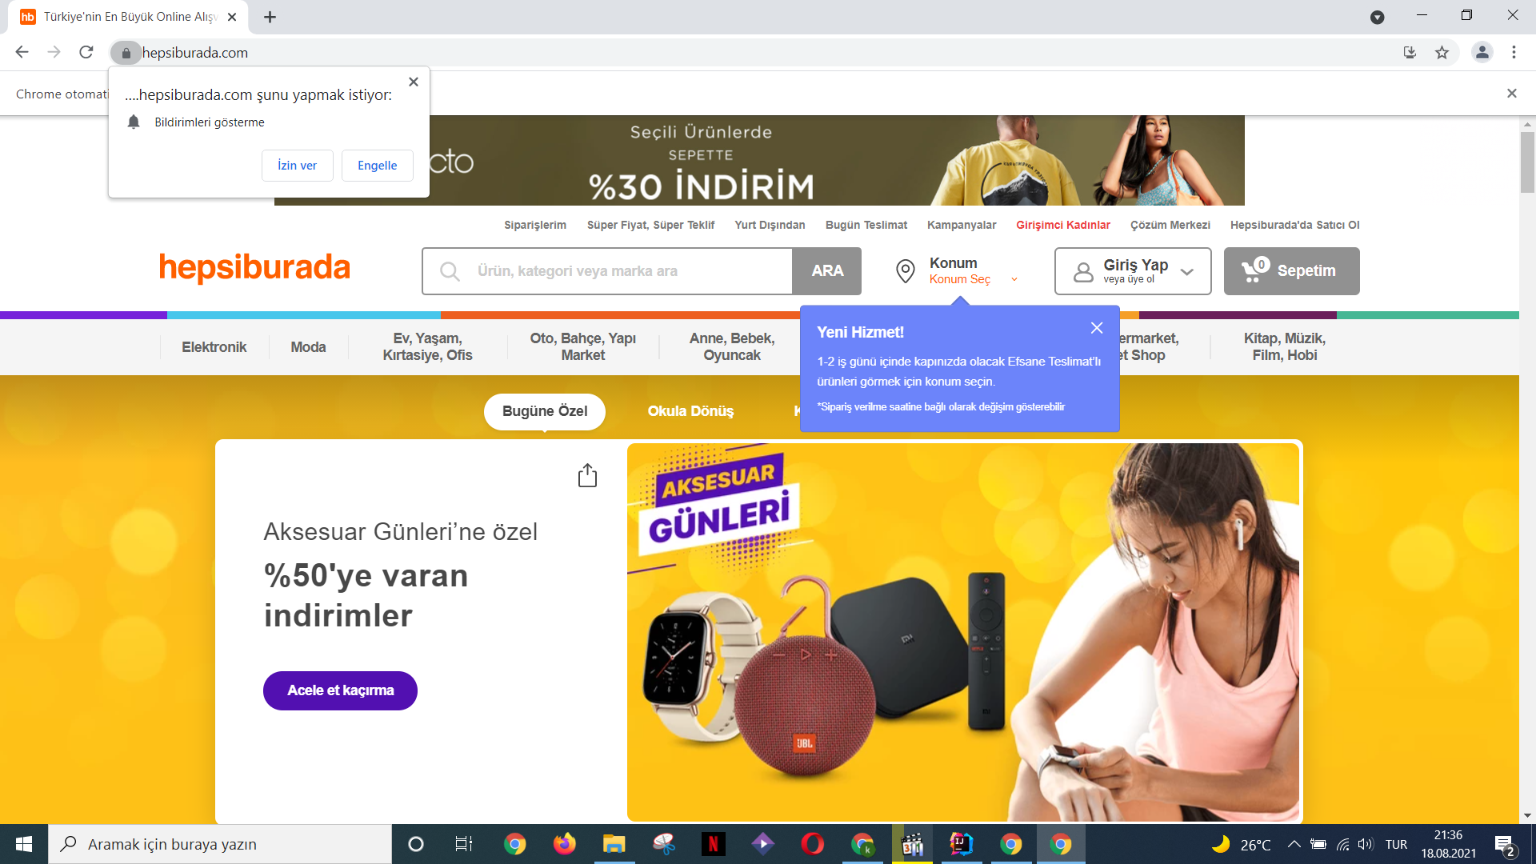 hb Türkiye'nin En Büyük Online Alışv
hepsiburada.com
Chrome otomati
....hepsiburada.com şunu yapmak istiyor:
Bildirimleri gösterme
İzin ver Engelle
Seçili Ürünlerde
SEPETTE
%30 İNDİRİM
Siparişlerim Süper Fiyat, Süper Teklif Yurt Dışından Bugün Teslimat Kampanyalar Girişimci Kadınlar Çözüm Merkezi Hepsiburada'da Satıcı Ol
hepsiburada
Ürün, kategori veya marka ara
ARA
Konum
Konum Seç
Giriş Yap
veya üye ol
0
Sepetim
Elektronik
Moda
Ev, Yaşam,
Kırtasiye, Ofis
Oto, Bahçe, Yapı
Market
Anne, Bebek,
Oyuncak
ermarket,
et Shop
Kitap, Müzik,
Film, Hobi
Yeni Hizmet!
1-2 iş günü içinde kapınızda olacak Efsane Teslimat'lı
ürünleri görmek için konum seçin.
*Sipariş verilme saatine bağlı olarak değişim gösterebilir
Bugüne Özel Okula Dönüş
Aksesuar Günleri’ne özel
%50'ye varan
indirimler
Acele et kaçırma
AKSESUAR
GÜNLERİ
JBL
Aramak için buraya yazın
26°C
TUR
21:36
18.08.2021
2